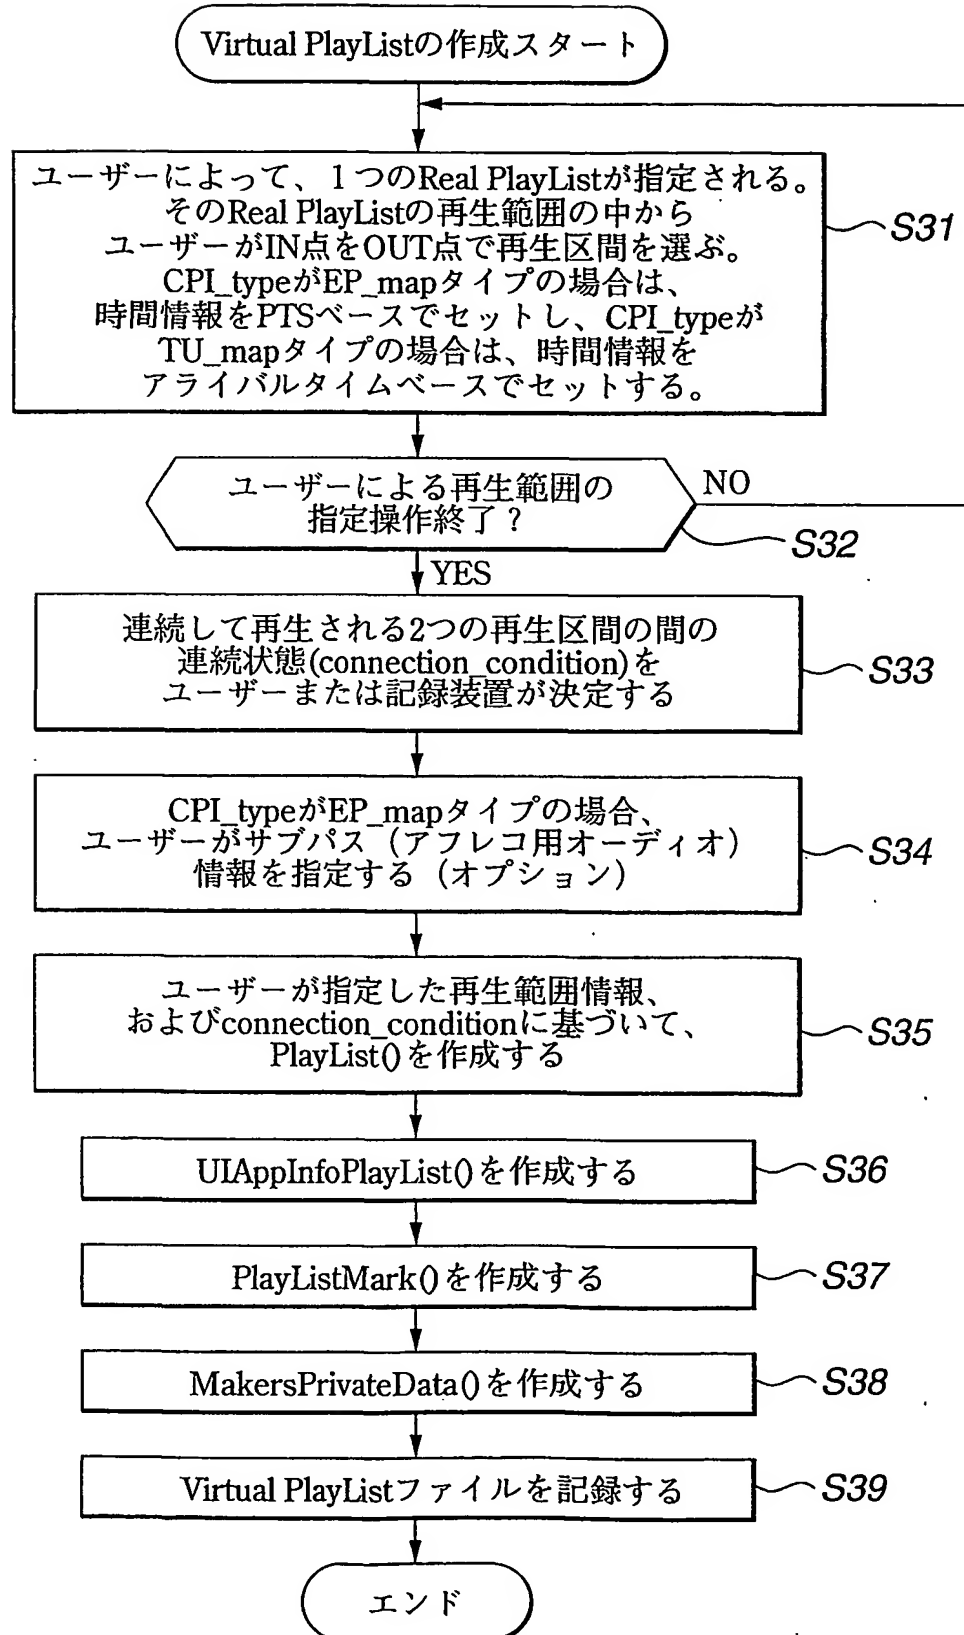 Virtual PlayListの作成スタート
ユーザーによって、1つのReal PlayListが指定される。
そのReal PlayListの再生範囲の中から
ユーザーがIN点をOUT点で再生区間を選ぶ。
CPI_typeがEP_mapタイプの場合は、
時間情報をPTSベースでセットし、CPI_typeが
TU_mapタイプの場合は、時間情報を
アライバルタイムベースでセットする。
S31
ユーザーによる再生範囲の
指定操作終了？
NO
S32
YES
連続して再生される2つの再生区間の間の
連続状態(connection_condition)を
ユーザーまたは記録装置が決定する
S33
CPI_typeがEP_mapタイプの場合、
ユーザーがサブパス（アフレコ用オーディオ）
情報を指定する（オプション）
S34
ユーザーが指定した再生範囲情報、
およびconnection_conditionに基づいて、
PlayList()を作成する
S35
UIAppInfoPlayList()を作成する
S36
PlayListMark()を作成する
S37
MakersPrivateData()を作成する
S38
Virtual PlayListファイルを記録する
S39
エンド